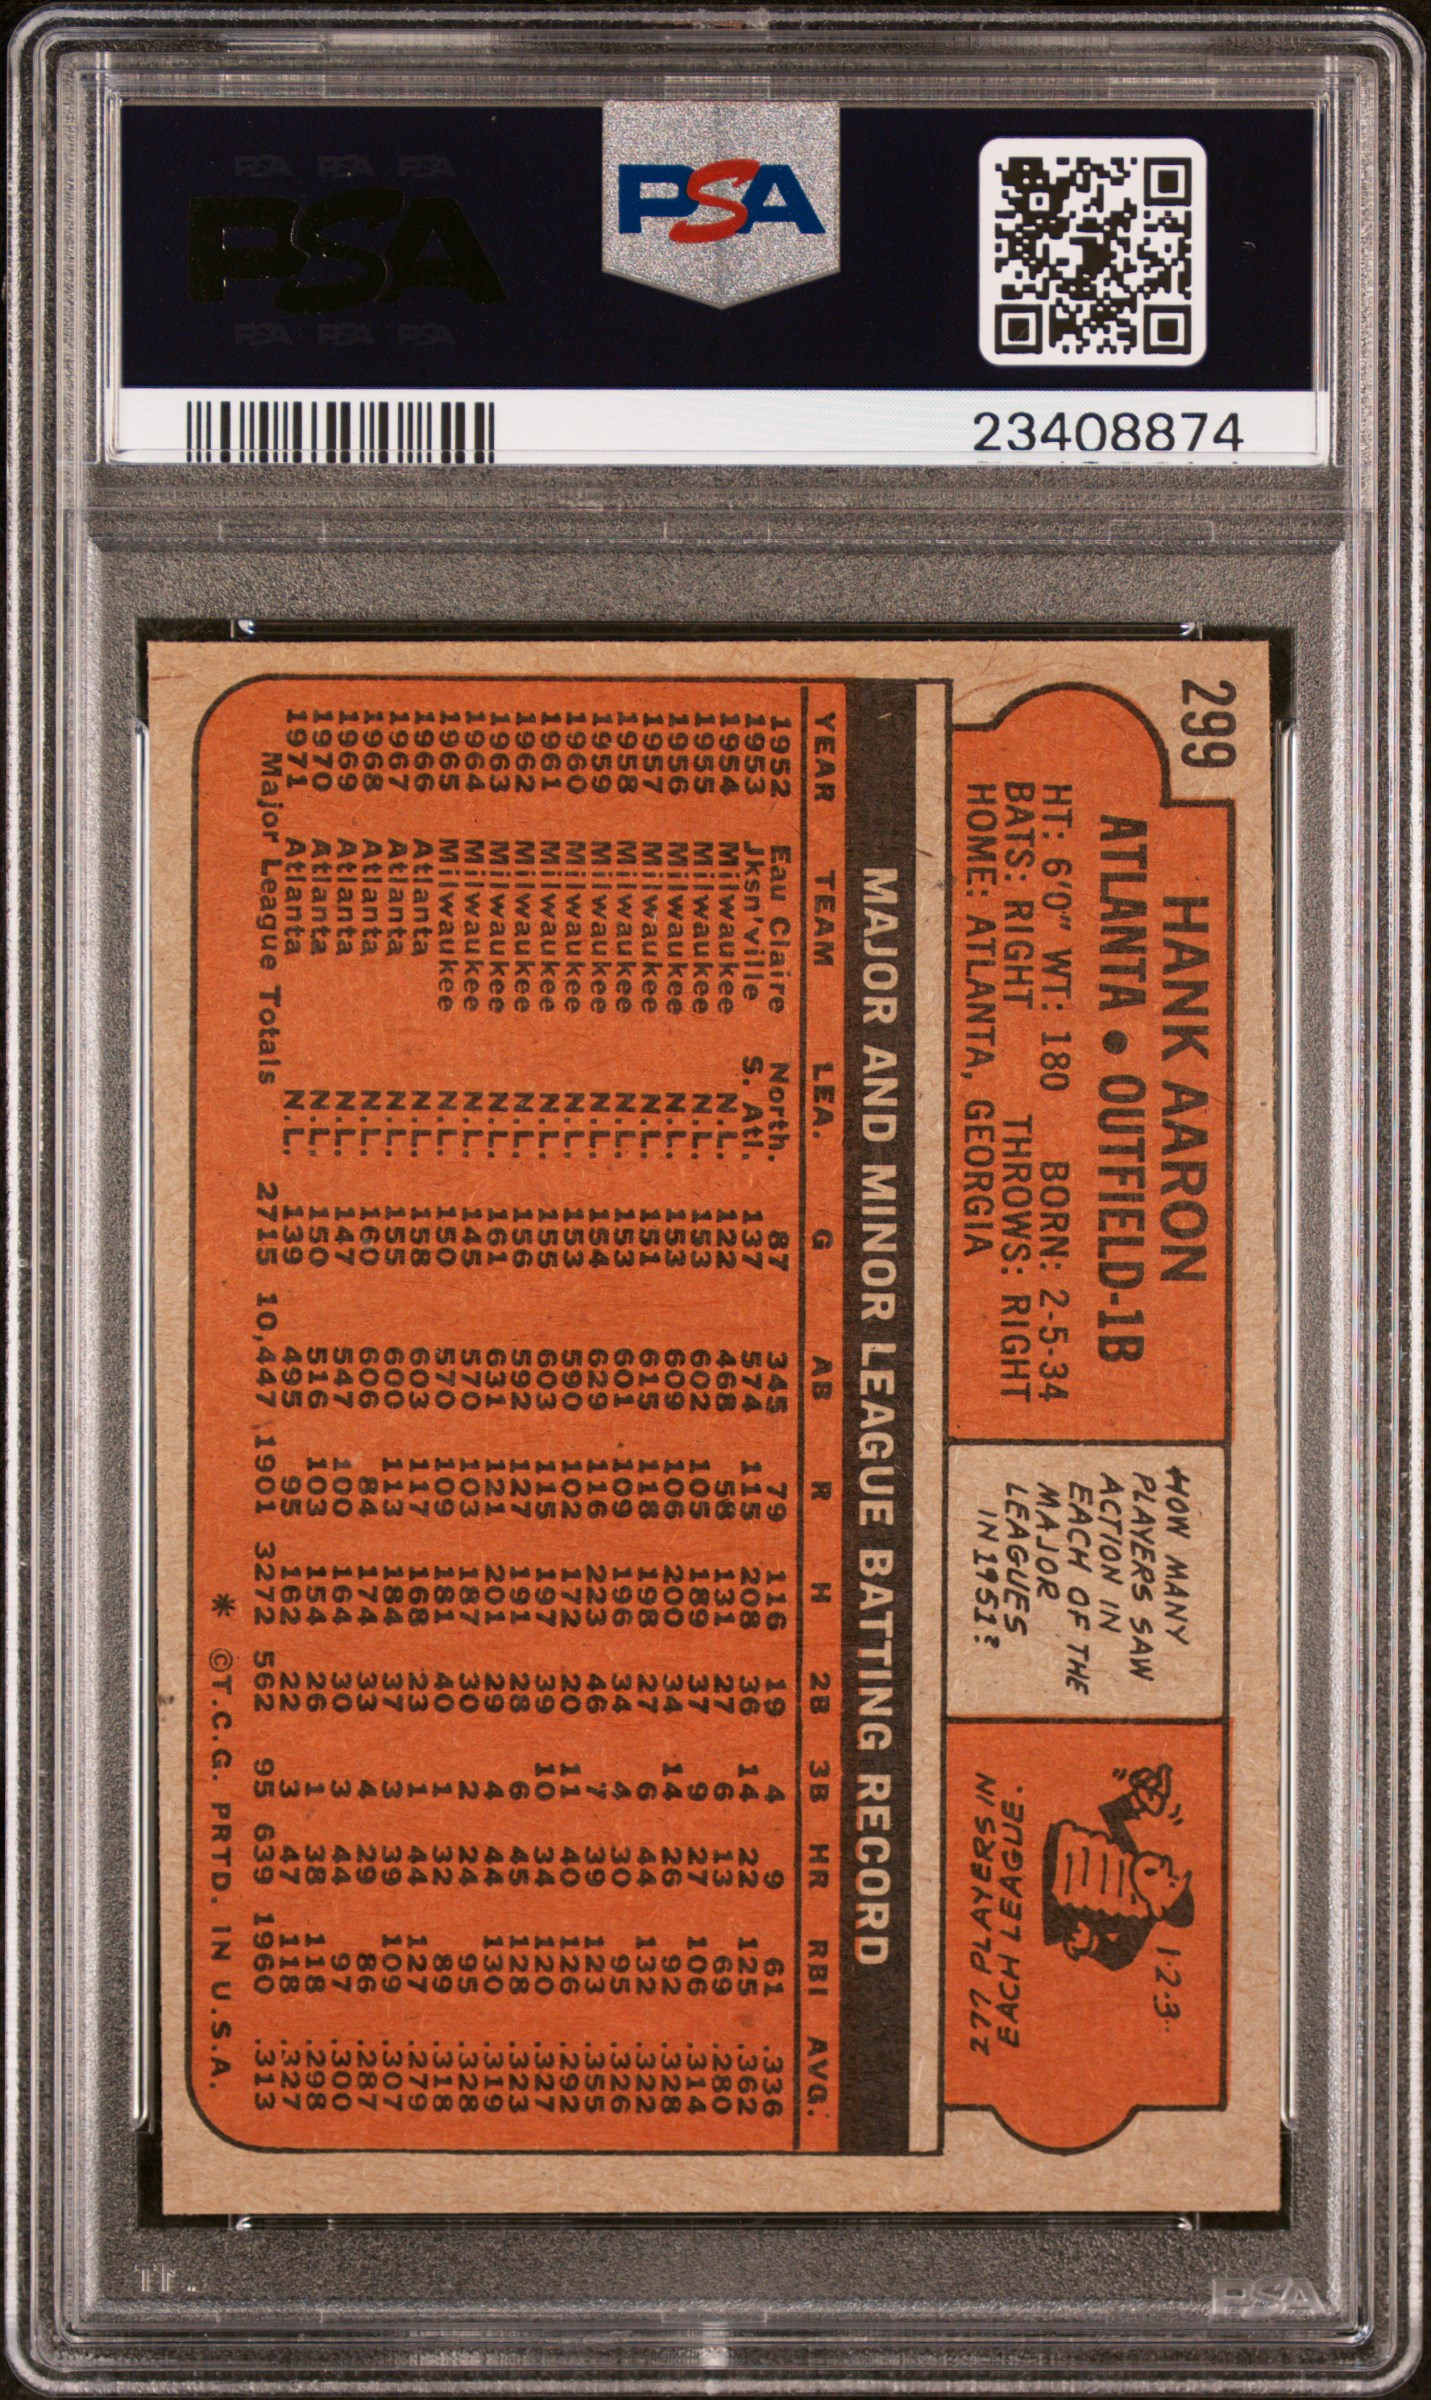 PSA PSA PSA
PSA
PSA PSA PSA
PSA
23408874
299
HANK AARON
ATLANTA • OUTFIELD-1B
HT: 6'0" WT: 180 BORN: 2-5-34
BATS: RIGHT THROWS: RIGHT
HOME: ATLANTA, GEORGIA
HOW MANY
PLAYERS SAW
ACTION IN
EACH OF THE
MAJOR
LEAGUES
IN 1951?
1-2-3..
277 PLAYERS IN
EACH LEAGUE.
MAJOR AND MINOR LEAGUE BATTING RECORD
YEAR TEAM LEA. G AB R H 2B 3B HR RBI AVG.
1952 Eau Claire North. 87 345 79 116 19 4 9 61 .336
1953 Jksn'ville S. Atl. 137 574 115 208 36 14 22 125 .362
1954 Milwaukee N.L. 122 468 58 131 27 6 13 69 .280
1955 Milwaukee N.L. 153 602 105 189 37 9 27 106 .314
1956 Milwaukee N.L. 153 609 106 200 34 14 26 92 .328
1957 Milwaukee N.L. 151 615 118 198 27 6 44 132 .322
1958 Milwaukee N.L. 153 601 109 196 34 4 30 95 .326
1959 Milwaukee N.L. 154 629 116 223 46 7 39 123 .355
1960 Milwaukee N.L. 153 590 102 172 20 11 40 126 .292
1961 Milwaukee N.L. 155 603 115 197 39 10 34 120 .327
1962 Milwaukee N.L. 156 592 127 191 28 6 45 128 .323
1963 Milwaukee N.L. 161 631 121 201 29 4 44 130 .319
1964 Milwaukee N.L. 145 570 103 187 30 2 24 95 .328
1965 Milwaukee N.L. 150 570 109 181 40 1 32 89 .318
1966 Atlanta N.L. 158 603 117 168 23 1 44 127 .279
1967 Atlanta N.L. 155 600 113 184 37 3 39 109 .307
1968 Atlanta N.L. 160 606 84 174 33 4 29 86 .287
1969 Atlanta N.L. 147 547 100 164 30 3 44 97 .300
1970 Atlanta N.L. 150 516 103 154 26 1 38 118 .298
1971 Atlanta N.L. 139 495 95 162 22 3 47 118 .327
Major League Totals 2715 10,447 1901 3272 562 95 639 1960 .313
* ©T.C.G. PRTD. IN U.S.A.
PSA